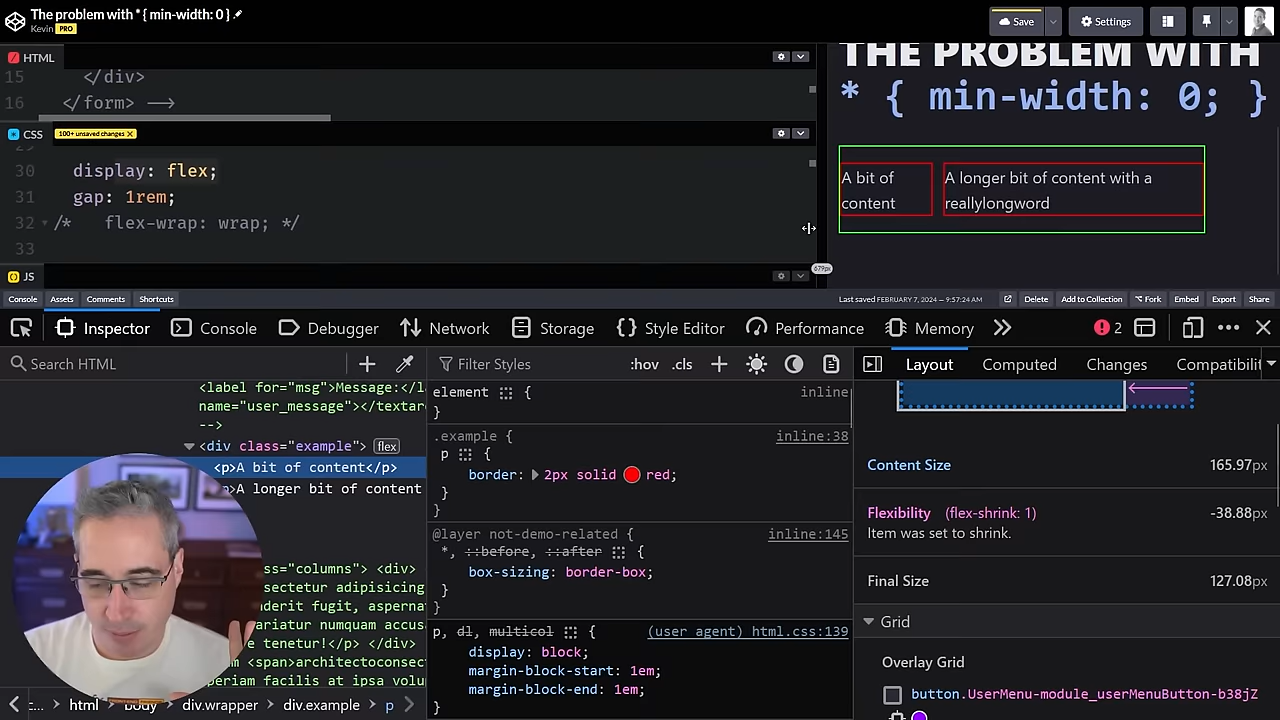 The problem with * { min-width: 0 }
Kevin PRO
Save
Settings
HTML
15 </div>
16 </form> -->
CSS
100+ unsaved changes X
29
30 display: flex;
31 gap: 1rem;
32 /* flex-wrap: wrap; */
33
JS
679px
THE PROBLEM WITH
* { min-width: 0; }
A bit of
content
A longer bit of content with a
reallylongword
Console Assets Comments Shortcuts
Last saved FEBRUARY 7, 2024 — 9:57:24 AM
Delete Add to Collection Fork Embed Export Share
Inspector Console Debugger Network Storage Style Editor Performance Memory 2
Search HTML
<label for="msg">Message:</l
name="user_message"></textar
-->
<div class="example"> flex
<p>A bit of content</p>
p>A longer bit of content
ss="columns"> <div>
sectetur adipisicing
nderit fugit, asperna
ariatur numquam accus
e tenetur!</p> </div>
m <span>architectoconsec
periam facilis at ipsa volu
c... html body div.wrapper div.example p
Filter Styles :hov .cls
element { inline
}
.example { inline:38
p {
border: 2px solid red;
}
}
@layer not-demo-related { inline:145
*, ::before, ::after {
box-sizing: border-box;
}
}
p, dl, multicol { (user agent) html.css:139
display: block;
margin-block-start: 1em;
margin-block-end: 1em;
}
Layout Computed Changes Compatibilit
Content Size 165.97px
Flexibility (flex-shrink: 1) -38.88px
Item was set to shrink.
Final Size 127.08px
Grid
Overlay Grid
button.UserMenu-module_userMenuButton-b38jZ